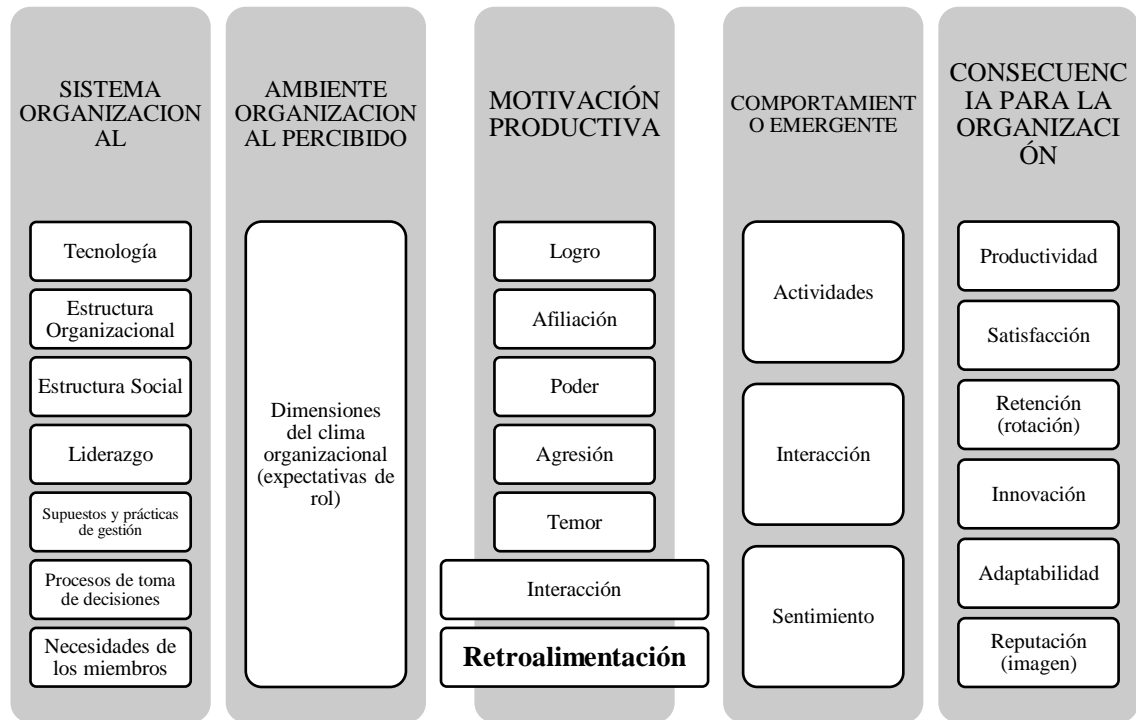 SISTEMA
ORGANIZACION
AL
Tecnología
Estructura
Organizacional
Estructura Social
Liderazgo
Supuestos y prácticas
de gestión
Procesos de toma
de decisiones
Necesidades de
los miembros
AMBIENTE
ORGANIZACION
AL PERCIBIDO
Dimensiones
del clima
organizacional
(expectativas de
rol)
MOTIVACIÓN
PRODUCTIVA
Logro
Afiliación
Poder
Agresión
Temor
Interacción
Retroalimentación
COMPORTAMIENT
O EMERGENTE
Actividades
Interacción
Sentimiento
CONSECUENC
IA PARA LA
ORGANIZACI
ÓN
Productividad
Satisfacción
Retención
(rotación)
Innovación
Adaptabilidad
Reputación
(imagen)